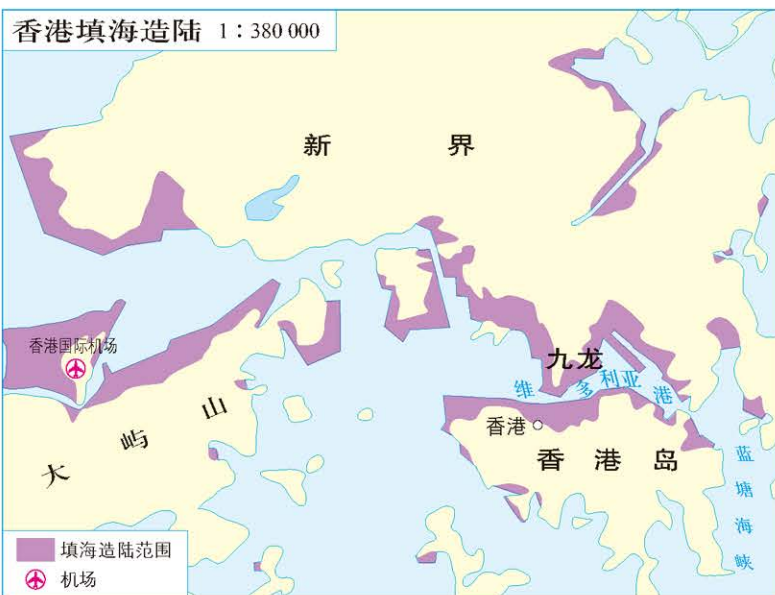 香港填海造陆 1：380 000
新界
香港国际机场
九龙
维多利亚港
大屿山
香港
香港岛
蓝塘海峡
填海造陆范围
机场